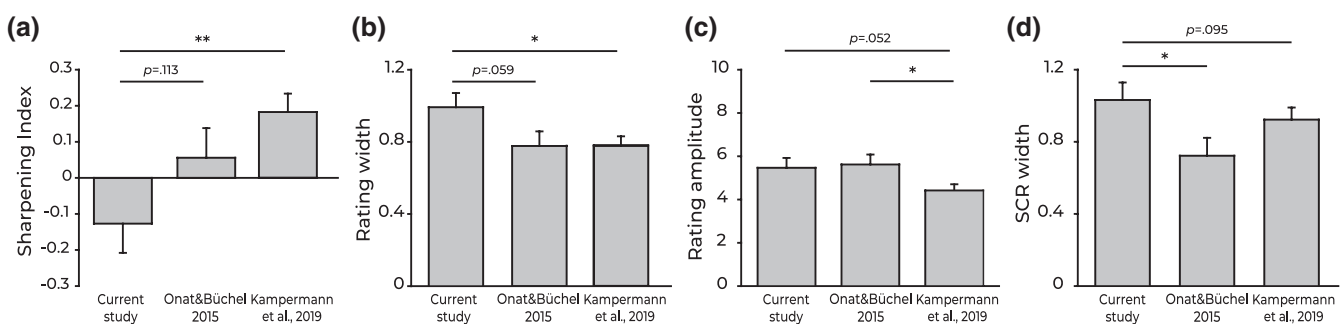 (a)
**
p=.113
Sharpening Index
0.3
0.2
0.1
0
-0.1
-0.2
-0.3
Current study
Onat&Büchel 2015
Kampermann et al., 2019
(b)
*
p=.059
Rating width
1.2
0.8
0.4
0
Current study
Onat&Büchel 2015
Kampermann et al., 2019
(c)
p=.052
*
Rating amplitude
10
8
6
4
2
0
Current study
Onat&Büchel 2015
Kampermann et al., 2019
(d)
p=.095
*
SCR width
1.2
0.8
0.4
0
Current study
Onat&Büchel 2015
Kampermann et al., 2019